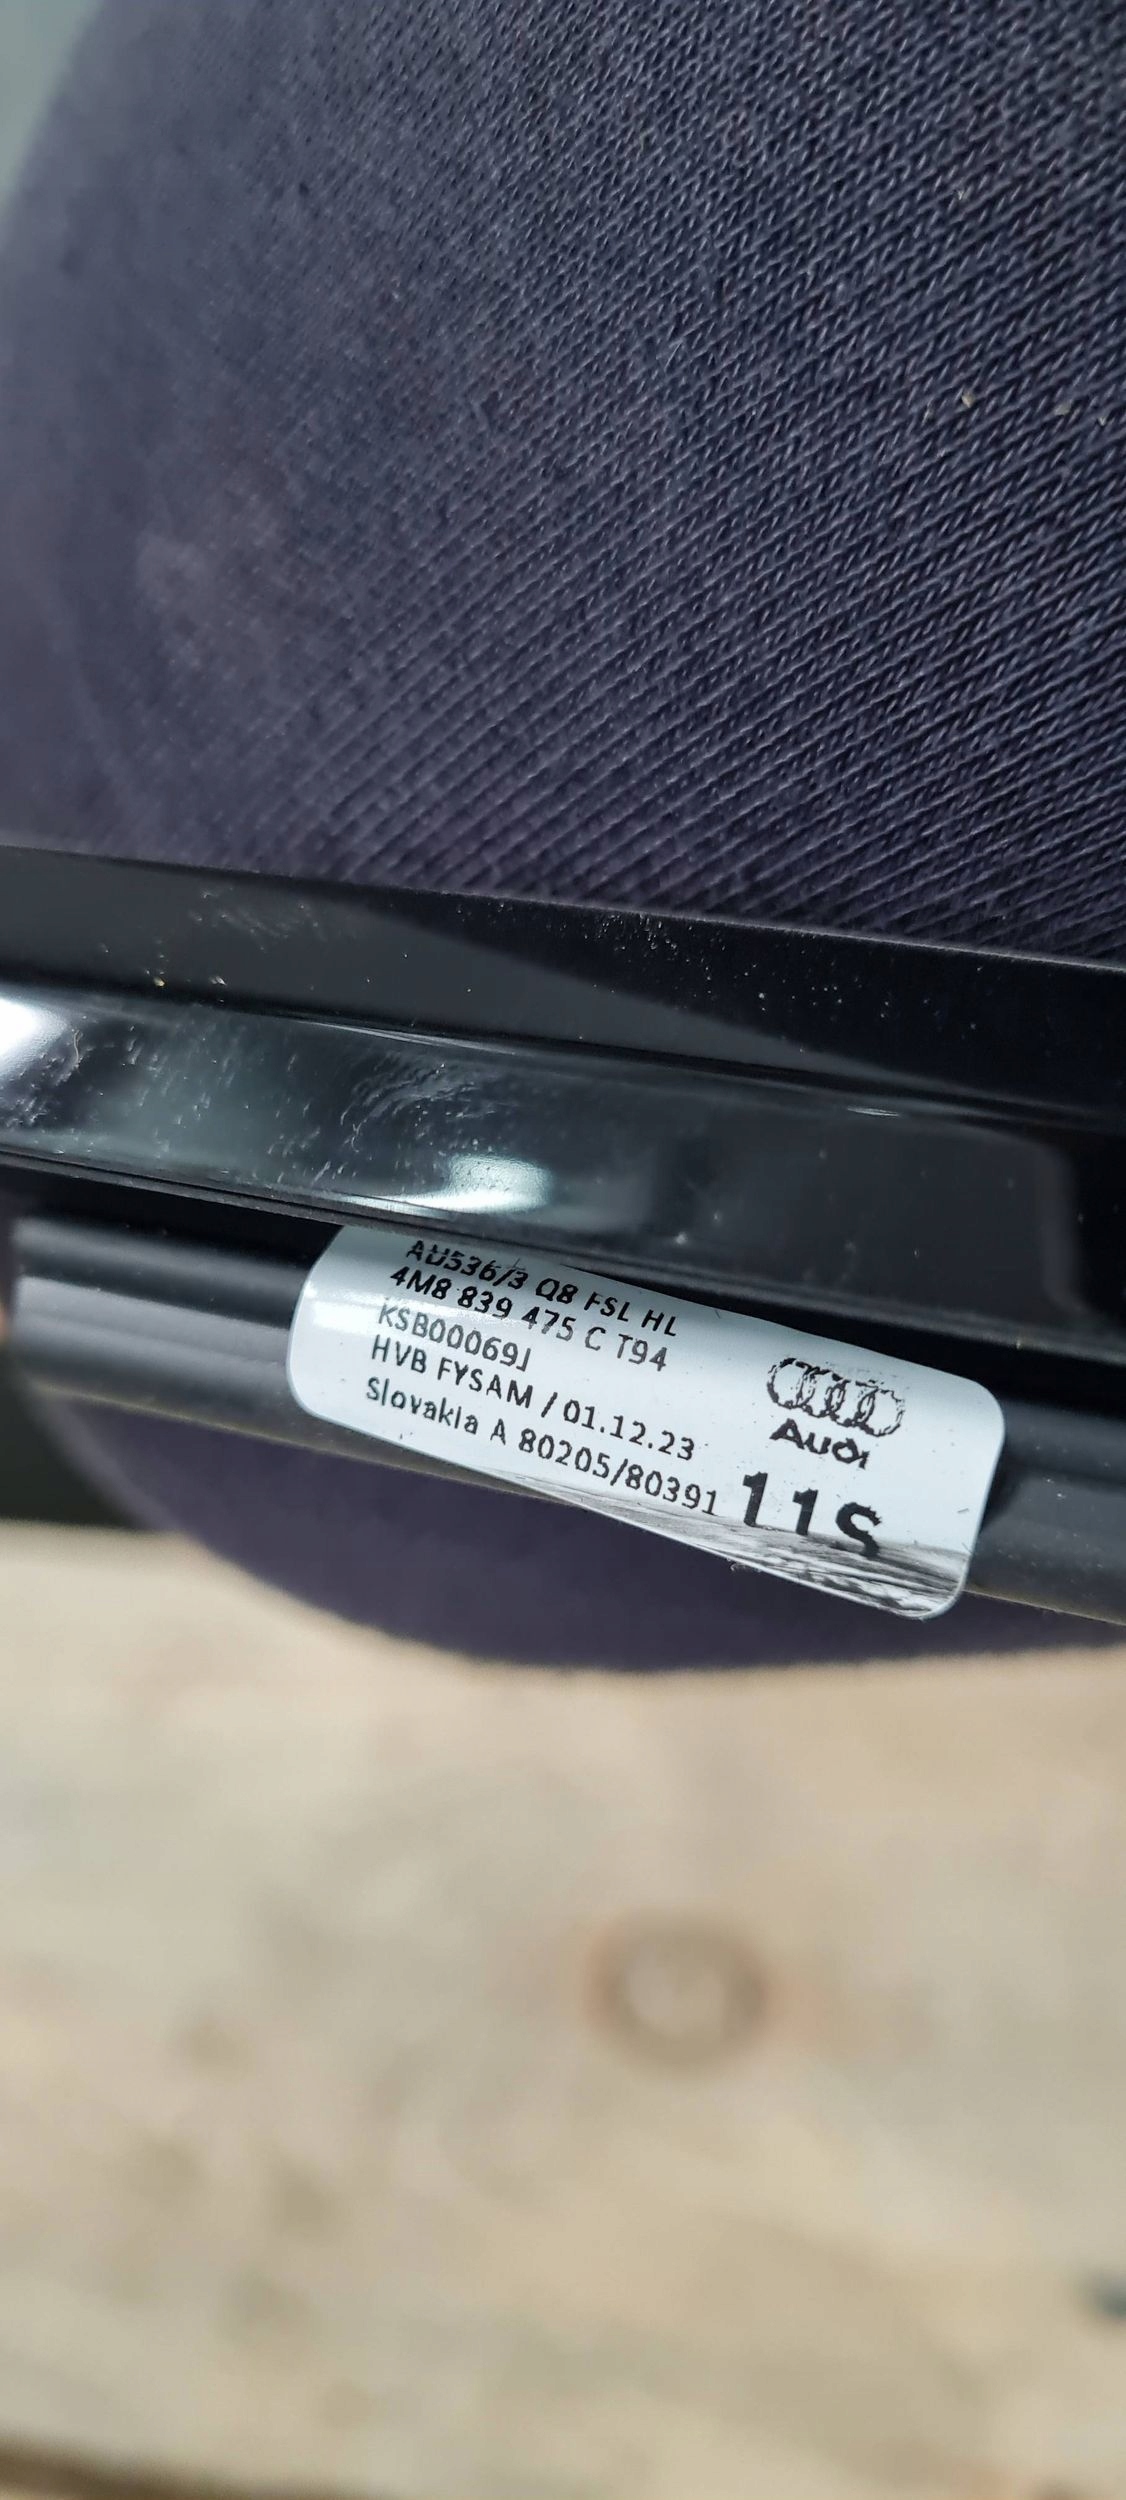 AU536/3 Q8 FSL HL
4M8 839 475 C T94
KSB00069J
HVB FYSAM / 01.12.23
Slovakia A 80205/80391
Audi
11S